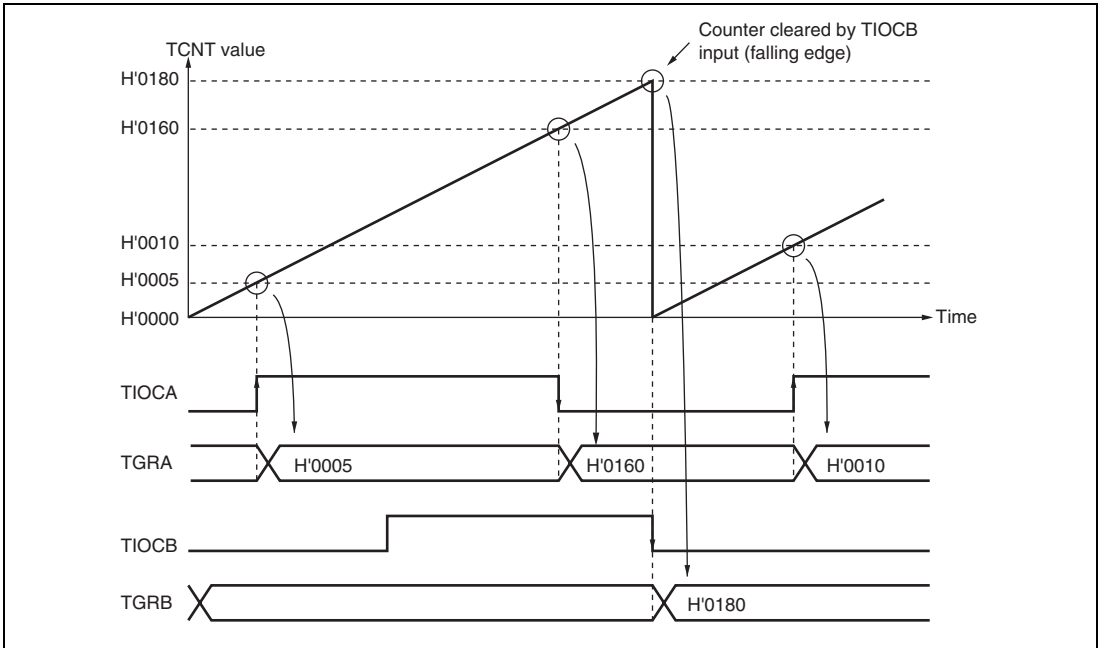 Counter cleared by TIOCB
input (falling edge)
TCNT value
H'0180
H'0160
H'0010
H'0005
H'0000
Time
TIOCA
TGRA
H'0005
H'0160
H'0010
TIOCB
TGRB
H'0180